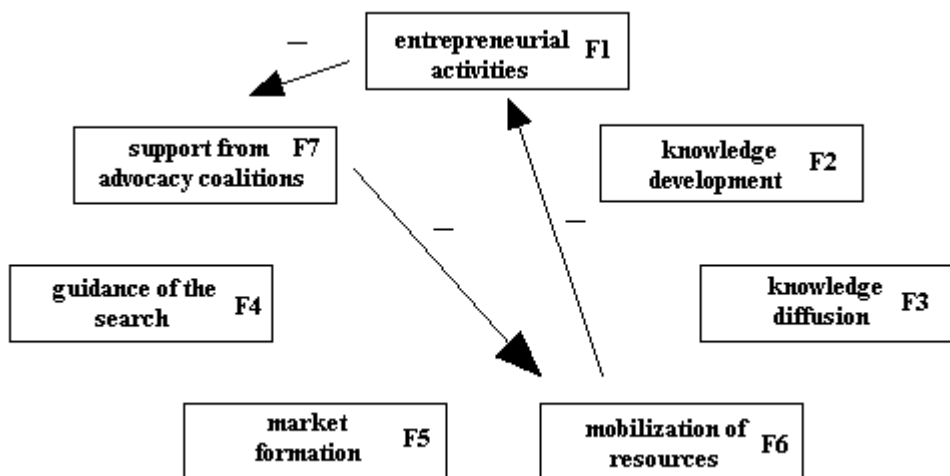 entrepreneurial
activities F1
support from F7
advocacy coalitions
knowledge
development F2
guidance of the
search F4
knowledge
diffusion F3
market
formation F5
mobilization of
resources F6
–
–
–